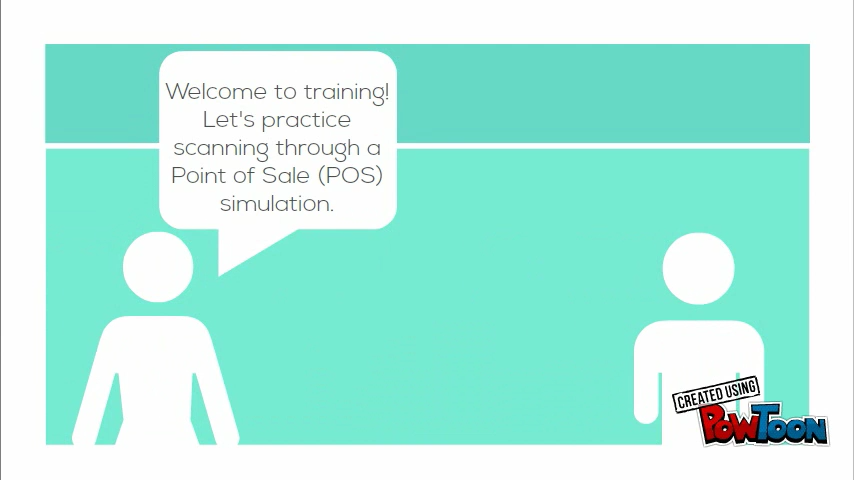 Welcome to training!
Let's practice
scanning through a
Point of Sale (POS)
simulation.
CREATED USING
POWTOON